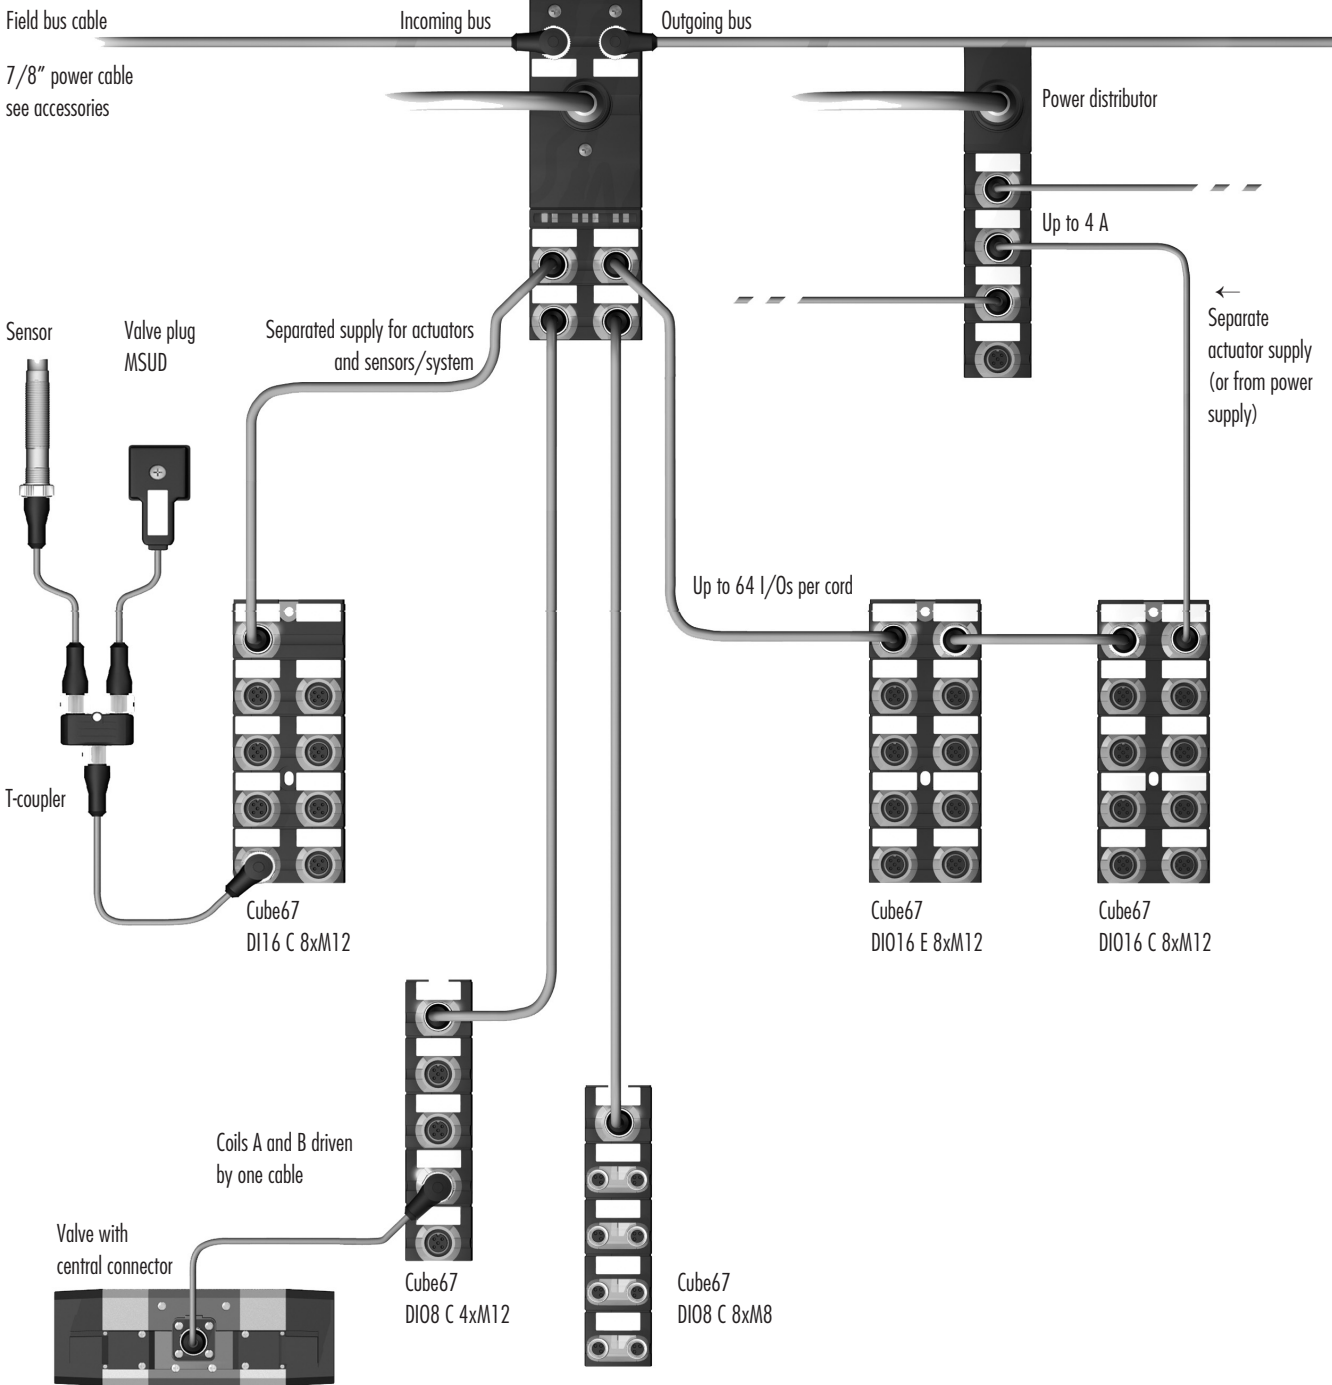 Field bus cable
Incoming bus
Outgoing bus
7/8” power cable
see accessories
Power distributor
Up to 4 A
←
Separate
actuator supply
(or from power
supply)
Sensor
Valve plug
MSUD
Separated supply for actuators
and sensors/system
Up to 64 I/Os per cord
T-coupler
Cube67
DI16 C 8xM12
Cube67
DIO16 E 8xM12
Cube67
DIO16 C 8xM12
Coils A and B driven
by one cable
Valve with
central connector
Cube67
DIO8 C 4xM12
Cube67
DIO8 C 8xM8